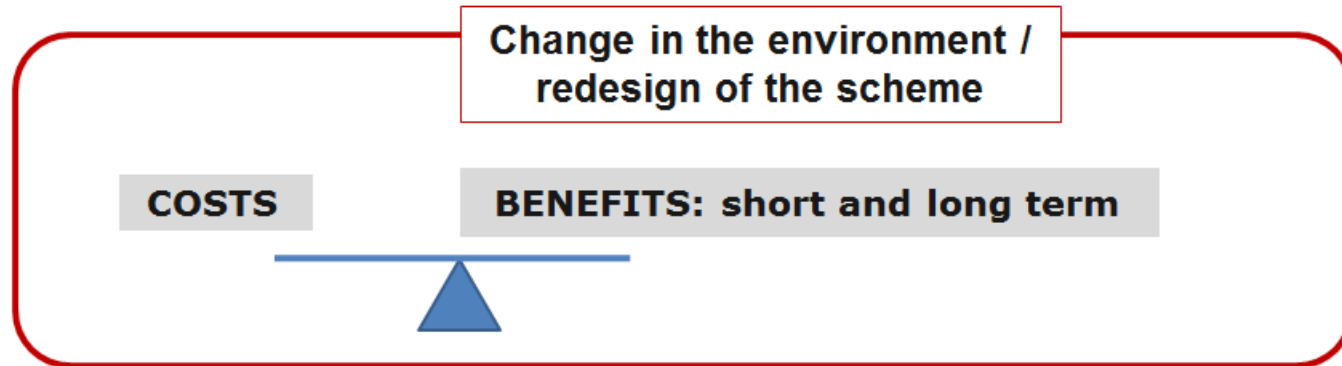 Change in the environment /
redesign of the scheme
COSTS
BENEFITS: short and long term